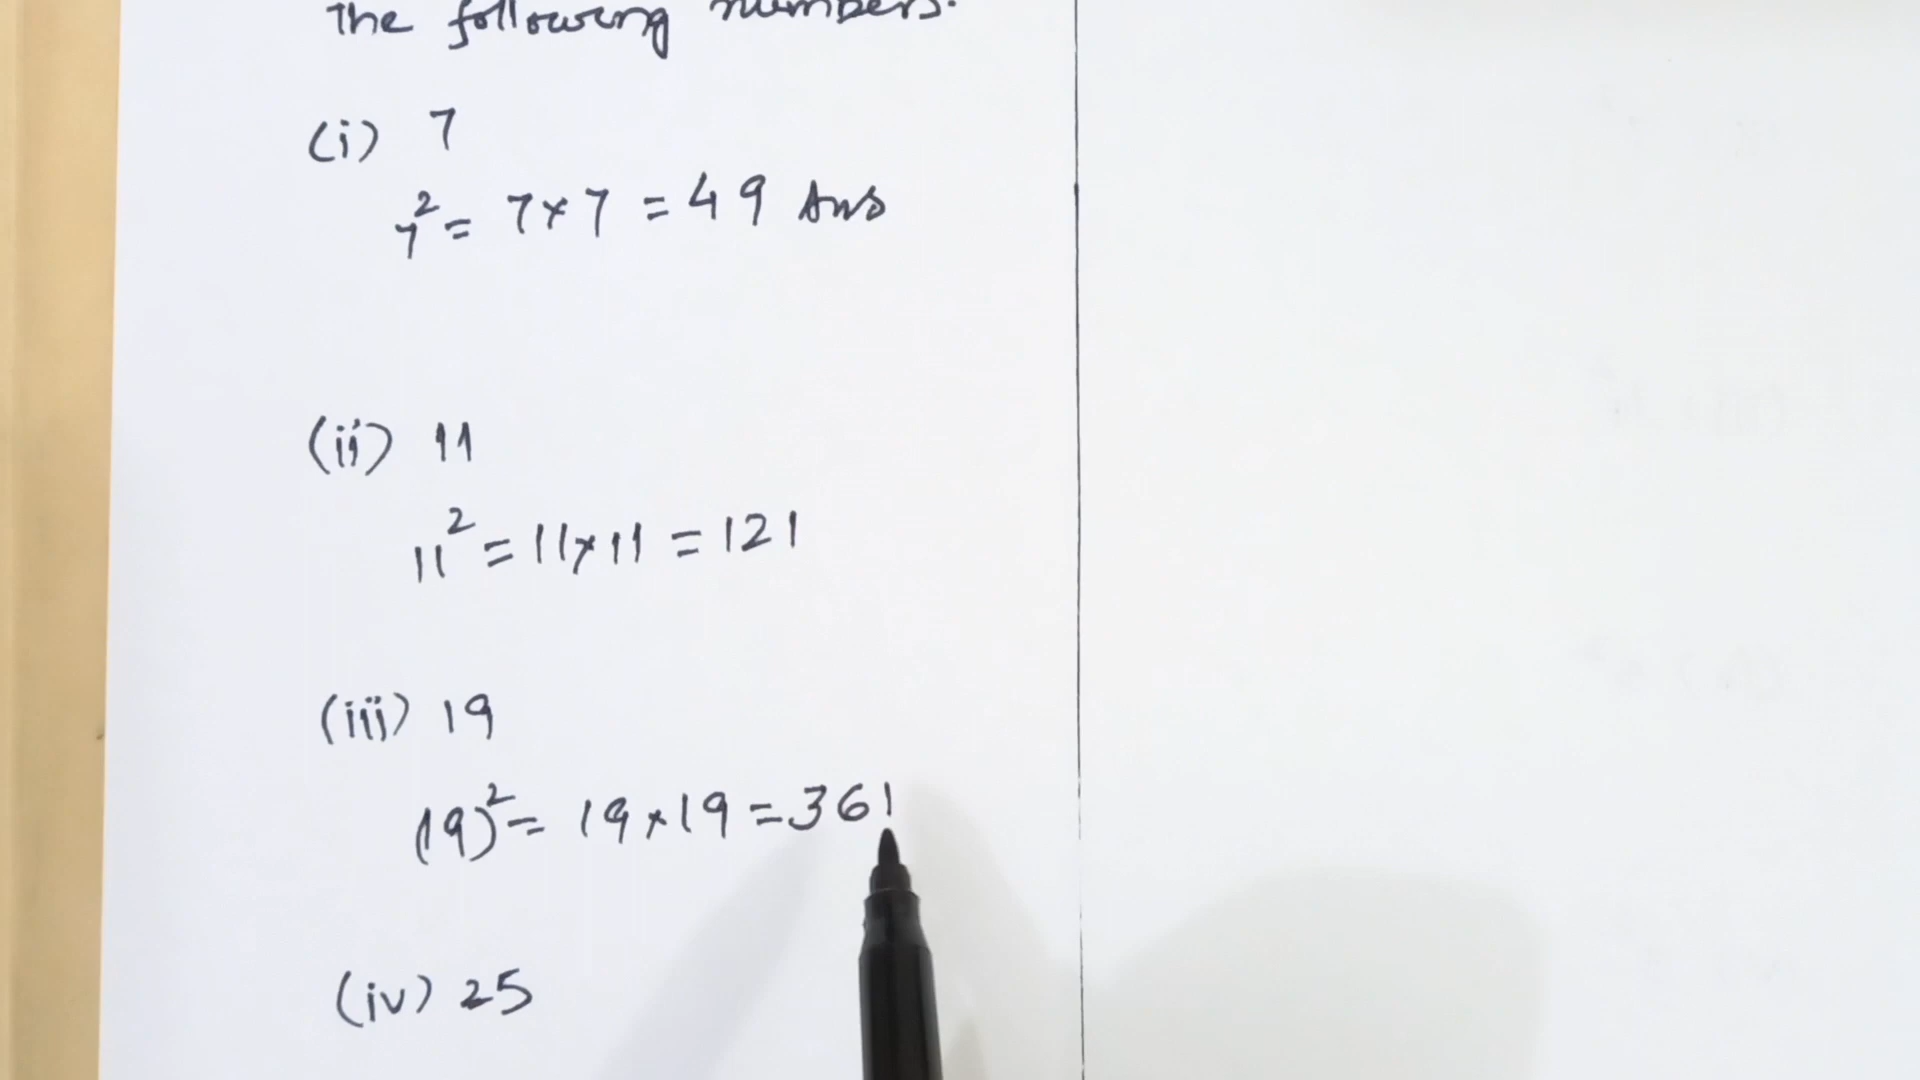 The following numbers.
(i) 7
7² = 7×7 = 49 Ans
(ii) 11
11² = 11×11 = 121
(iii) 19
(19)² = 19×19 = 361
(iv) 25